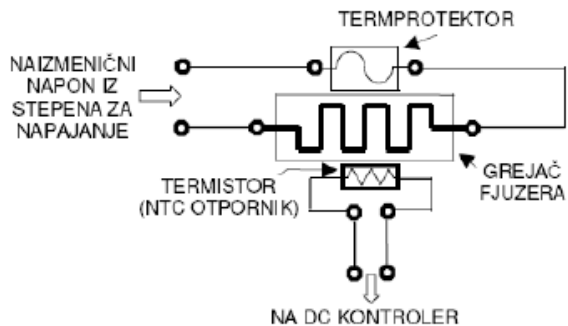 TERMPROTEKTOR
NAIZMENIČNI
NAPON IZ
STEPENA ZA
NAPAJANJE
TERMISTOR
(NTC OTPORNIK)
GREJAČ
FJUZERA
NA DC KONTROLER